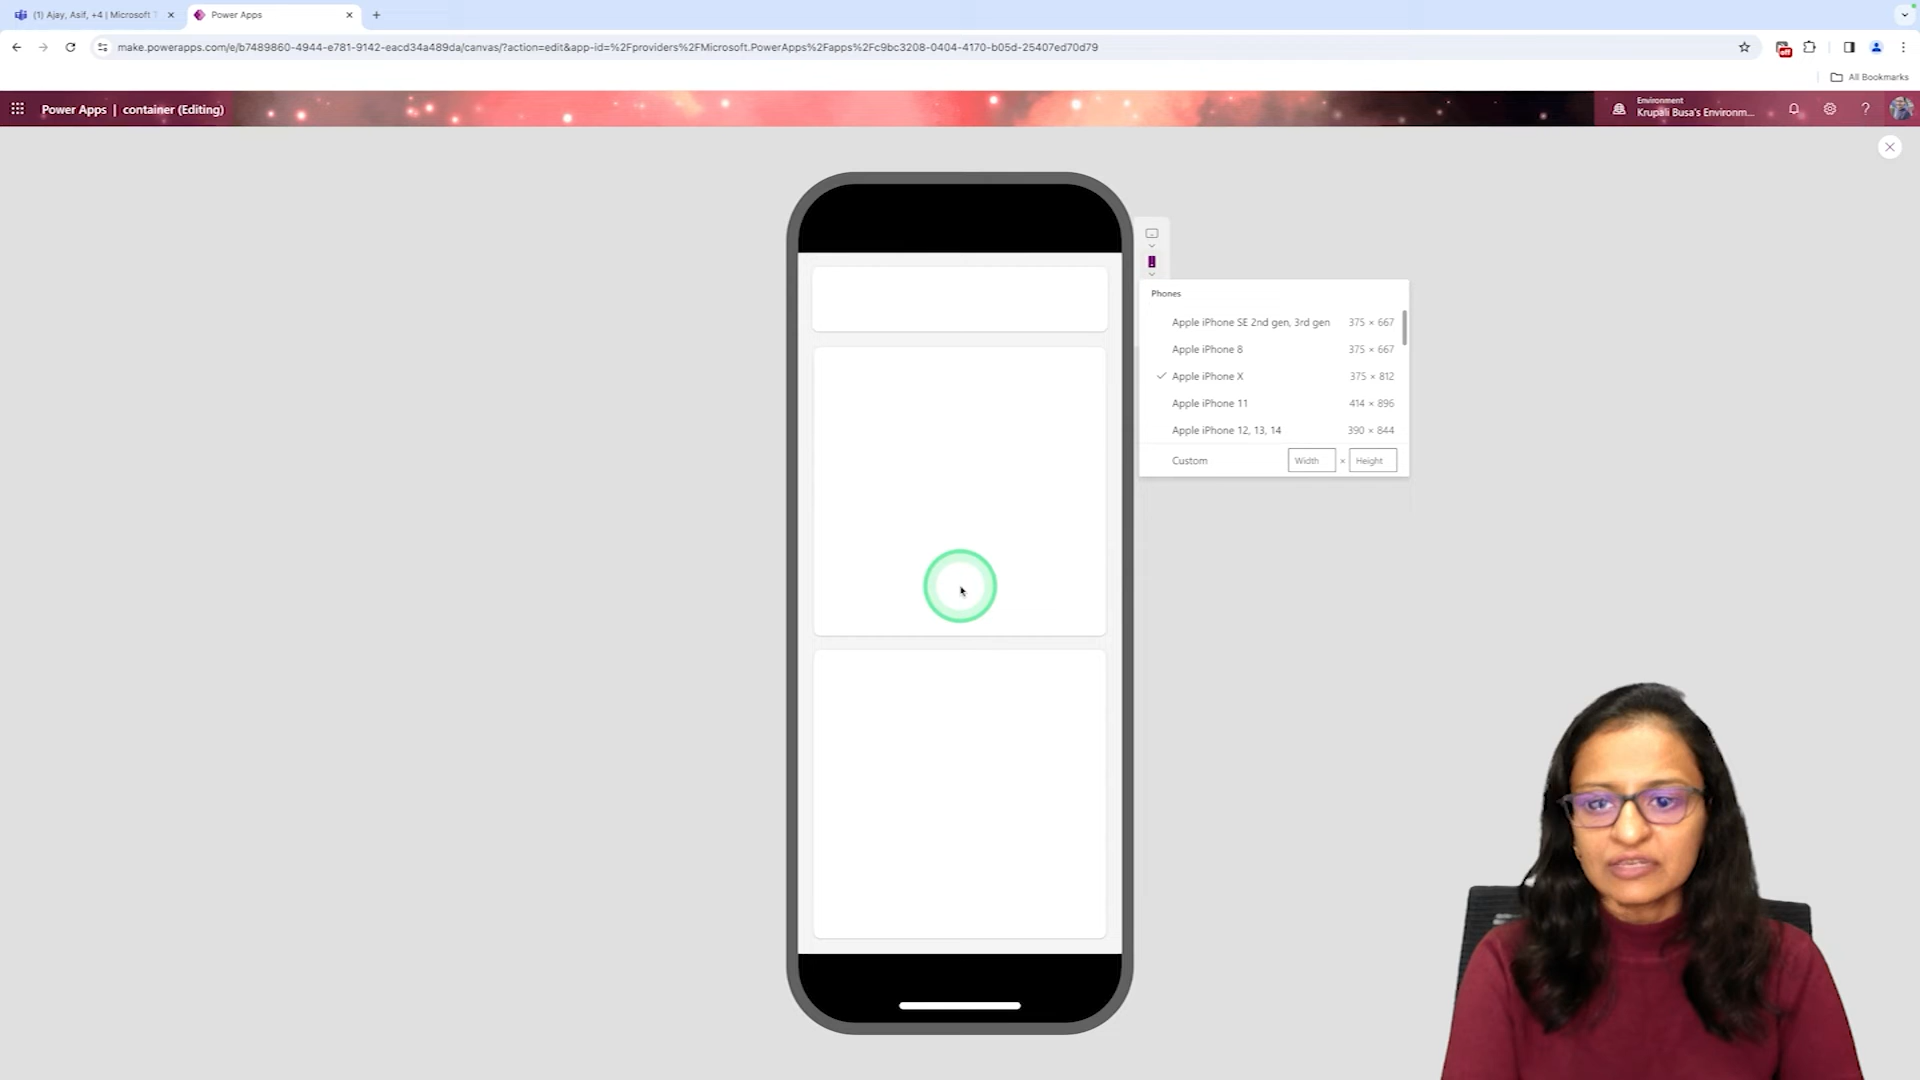 (1) Ajay, Asif, +4 | Microsoft T
Power Apps
make.powerapps.com/e/b7489860-4944-e781-9142-eacd34a489da/canvas/?action=edit&app-id=%2Fproviders%2FMicrosoft.PowerApps%2Fapps%2Fc9bc3208-0404-4170-b05d-25407ed70d79
off
All Bookmarks
Power Apps | container (Editing)
Environment
Krupali Busa's Environm...
Phones
Apple iPhone SE 2nd gen, 3rd gen 375 × 667
Apple iPhone 8 375 × 667
Apple iPhone X 375 × 812
Apple iPhone 11 414 × 896
Apple iPhone 12, 13, 14 390 × 844
Custom Width × Height